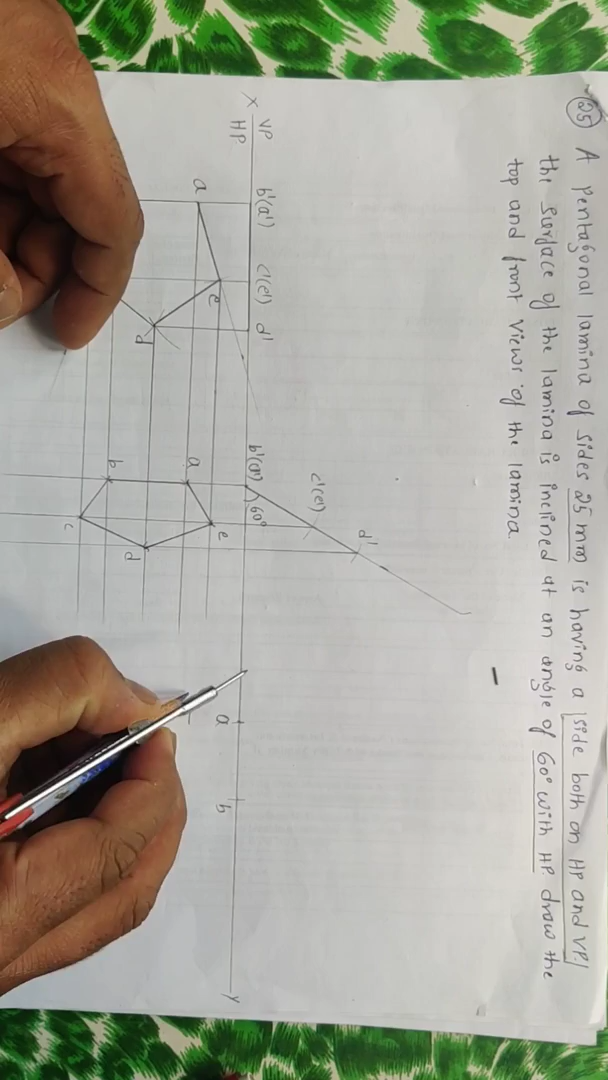 25 A pentagonal lamina of sides 25 mm is having a side both on HP and VP.
the surface of the lamina is inclined at an angle of 60° with HP. draw the
top and front views of the lamina.
X VP
HP
b'(a') c'(e') d'
b'(a') 60° c'(e') d'
a e d
a e b d c
a b
Y